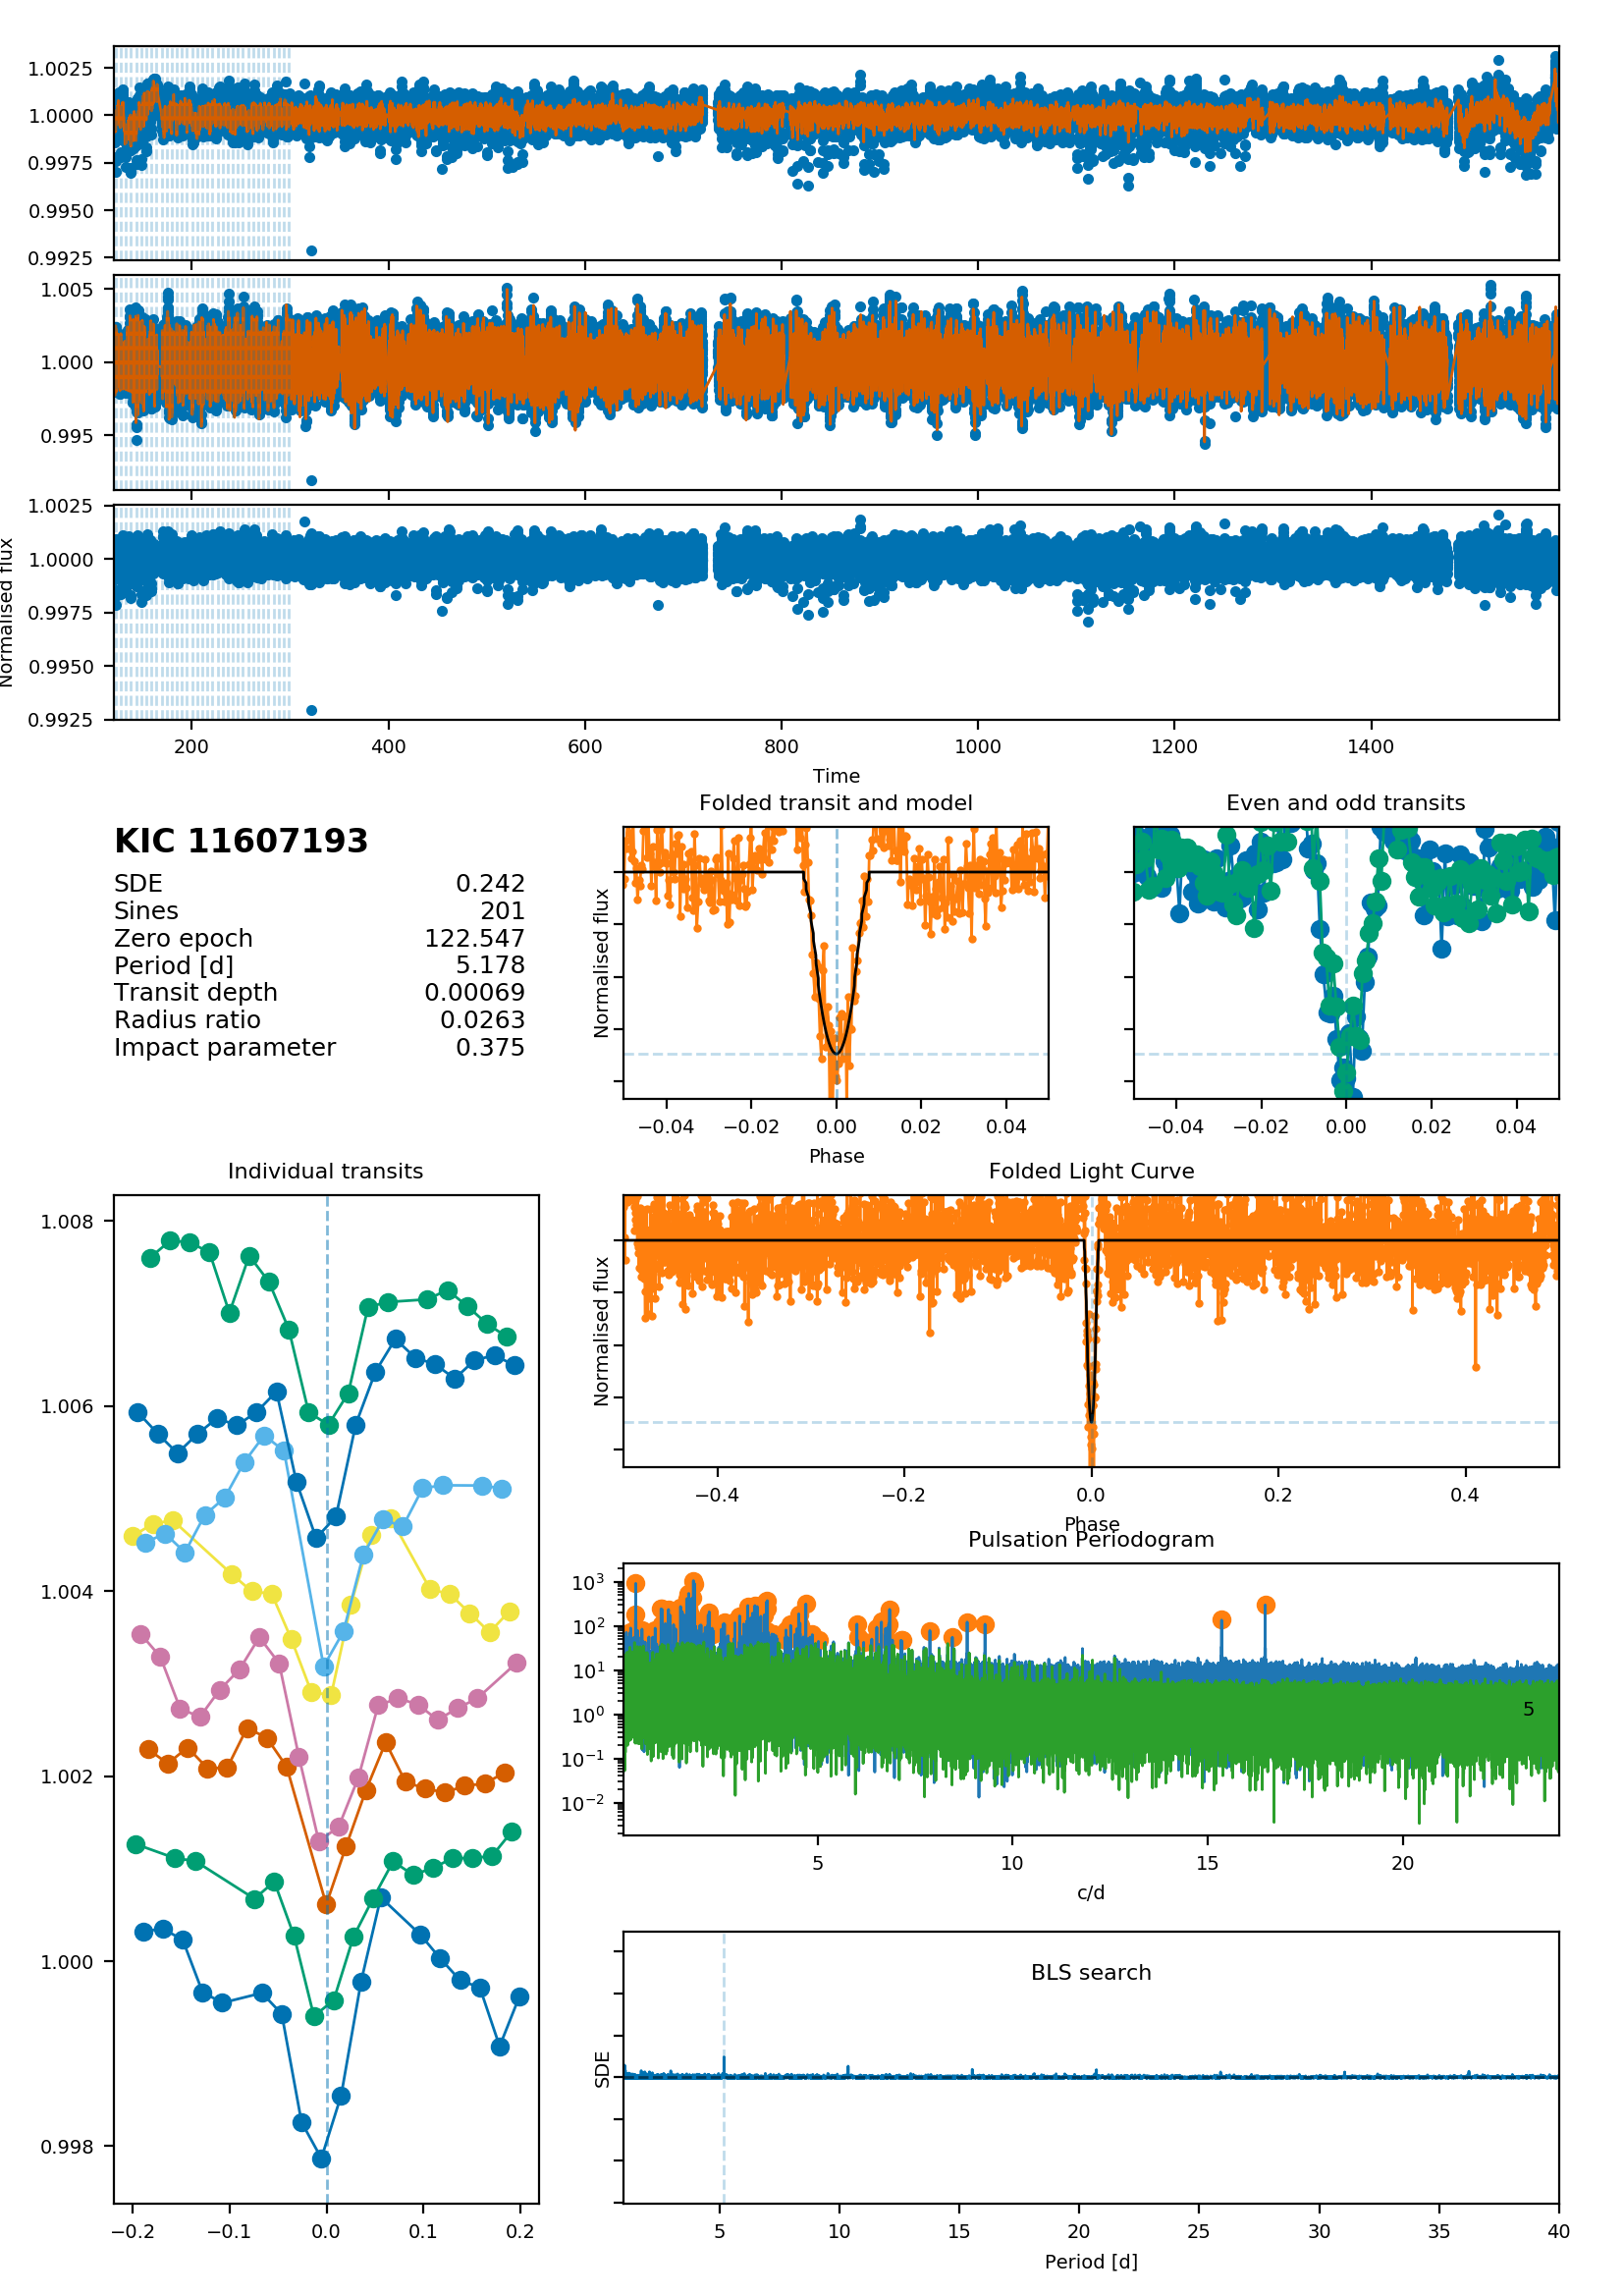 1.0025
1.0000
0.9975
0.9950
0.9925
1.005
1.000
0.995
1.0025
1.0000
0.9975
0.9950
0.9925
Normalised flux
200 400 600 800 1000 1200 1400
Time
KIC 11607193
SDE 0.242
Sines 201
Zero epoch 122.547
Period [d] 5.178
Transit depth 0.00069
Radius ratio 0.0263
Impact parameter 0.375
Folded transit and model
Normalised flux
−0.04 −0.02 0.00 0.02 0.04
Phase
Even and odd transits
−0.04 −0.02 0.00 0.02 0.04
Individual transits
1.008
1.006
1.004
1.002
1.000
0.998
−0.2 −0.1 0.0 0.1 0.2
Folded Light Curve
Normalised flux
−0.4 −0.2 0.0 0.2 0.4
Phase
Pulsation Periodogram
10³
10²
10¹
10⁰
10⁻¹
10⁻²
5
5 10 15 20
c/d
BLS search
SDE
5 10 15 20 25 30 35 40
Period [d]